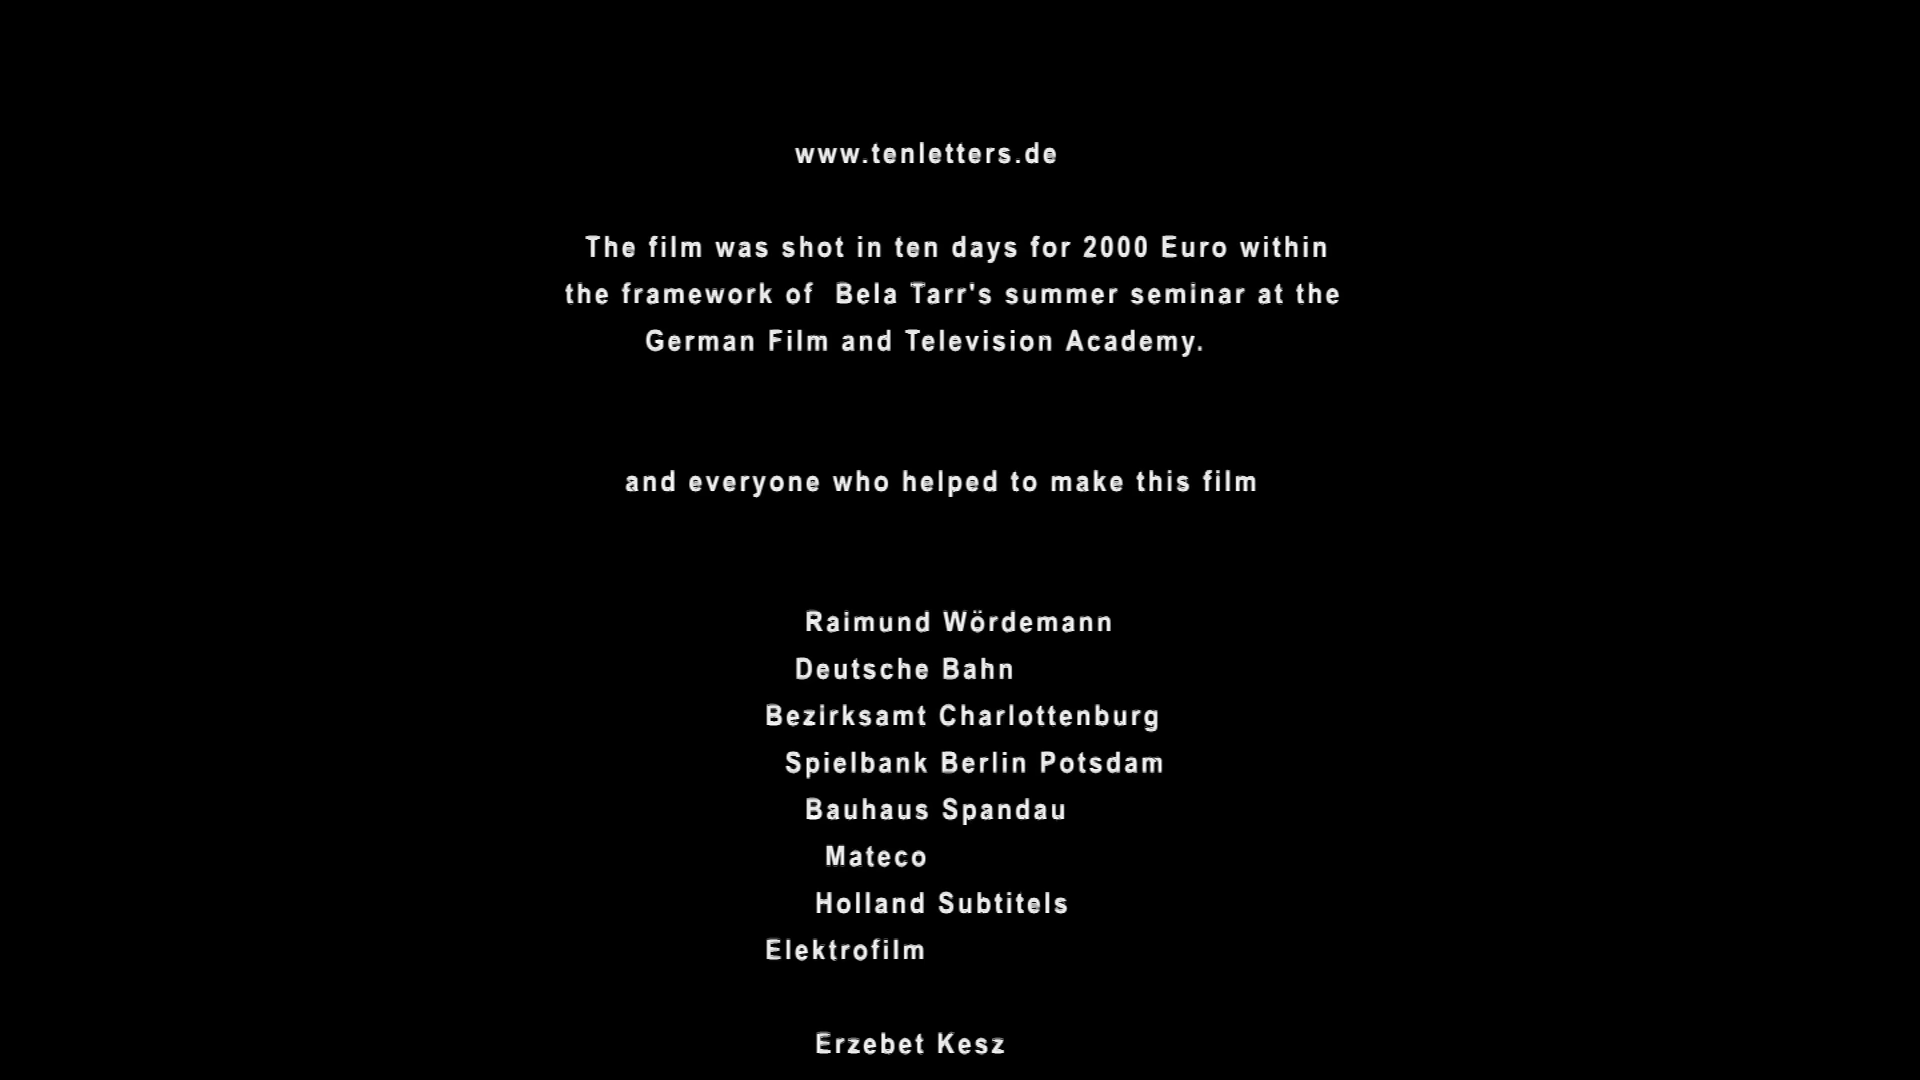 www.tenletters.de
The film was shot in ten days for 2000 Euro within
the framework of  Bela Tarr's summer seminar at the
German Film and Television Academy.
and everyone who helped to make this film
Raimund Wördemann
Deutsche Bahn
Bezirksamt Charlottenburg
Spielbank Berlin Potsdam
Bauhaus Spandau
Mateco
Holland Subtitels
Elektrofilm
Erzebet Kesz